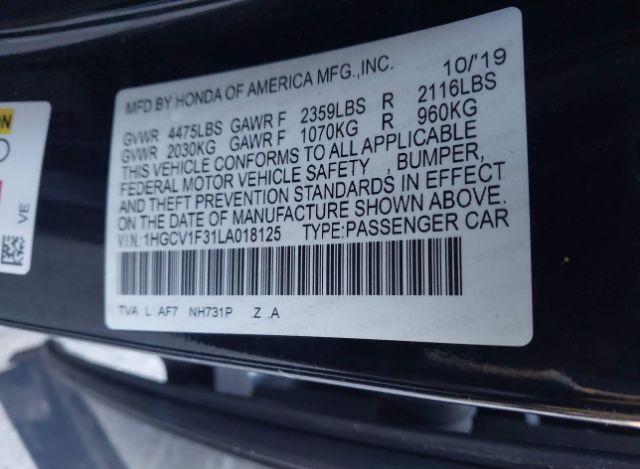 MFD.BY HONDA OF AMERICA MFG.,INC. 10/'19
GVWR 4475LBS GAWR F 2359LBS R 2116LBS
GVWR 2030KG GAWR F 1070KG R 960KG
THIS VEHICLE CONFORMS TO ALL APPLICABLE
FEDERAL MOTOR VEHICLE SAFETY , BUMPER,
AND THEFT PREVENTION STANDARDS IN EFFECT
ON THE DATE OF MANUFACTURE SHOWN ABOVE.
V.I.N.:1HGCV1F31LA018125 TYPE:PASSENGER CAR
TVA L AF7 NH731P .Z .A
VE